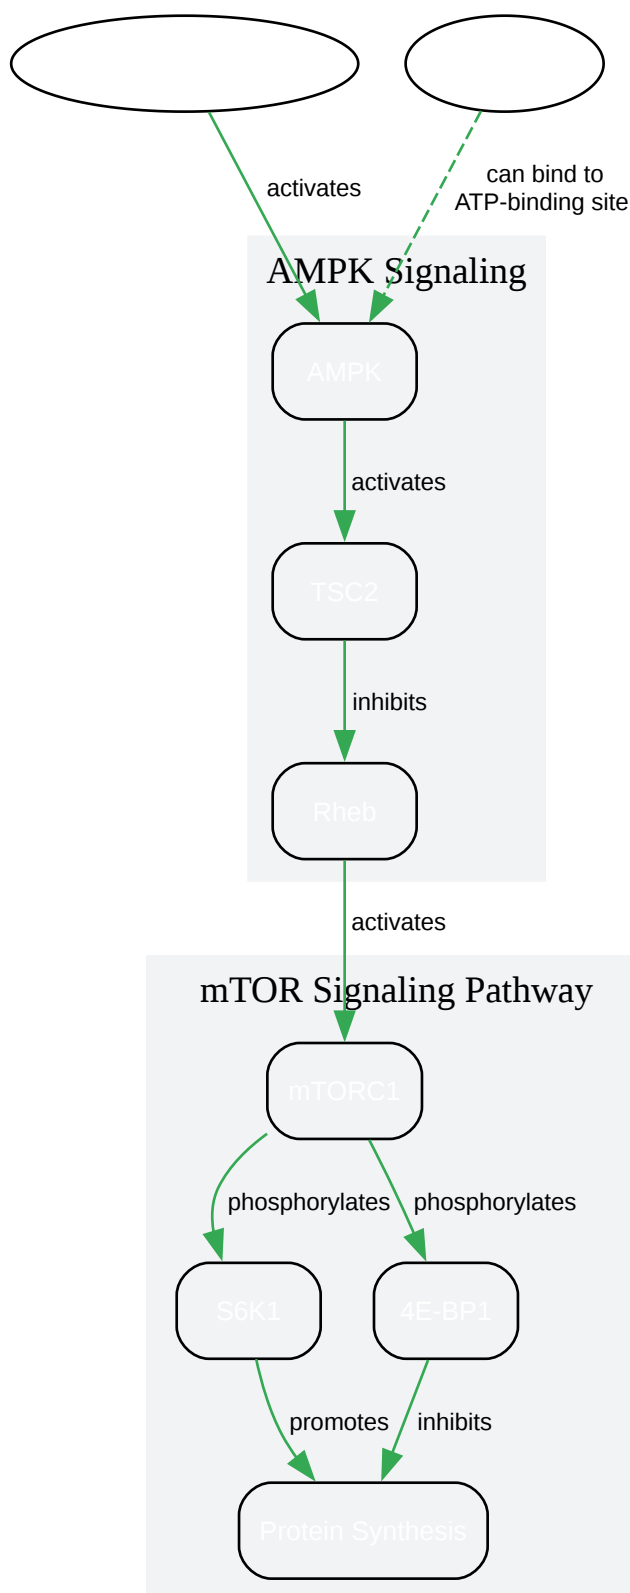 activates
can bind to
ATP-binding site
AMPK Signaling
AMPK
activates
TSC2
inhibits
Rheb
activates
mTOR Signaling Pathway
mTORC1
phosphorylates
phosphorylates
S6K1
4E-BP1
promotes
inhibits
Protein Synthesis